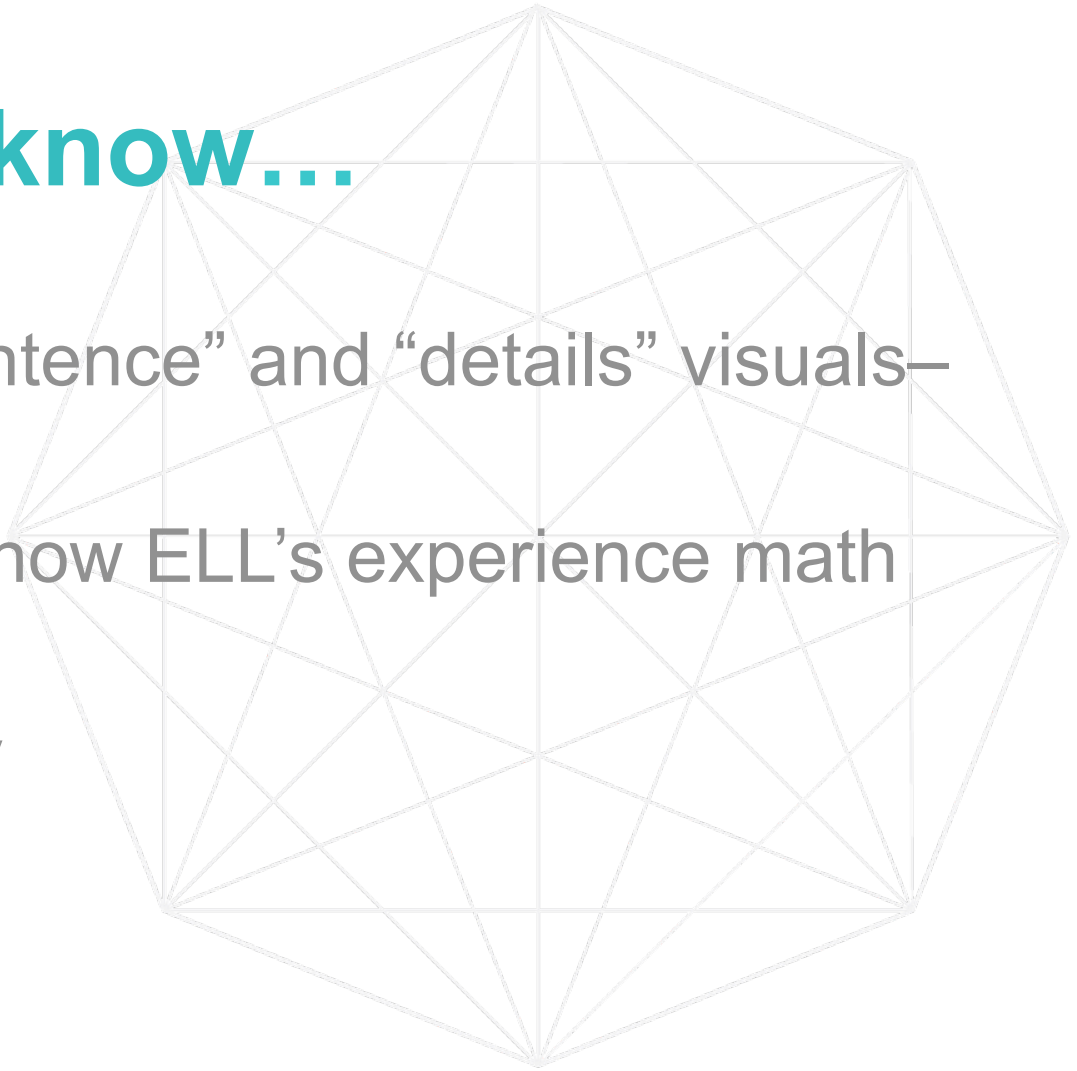 know…
ntence” and “details” visuals–
how ELL’s experience math